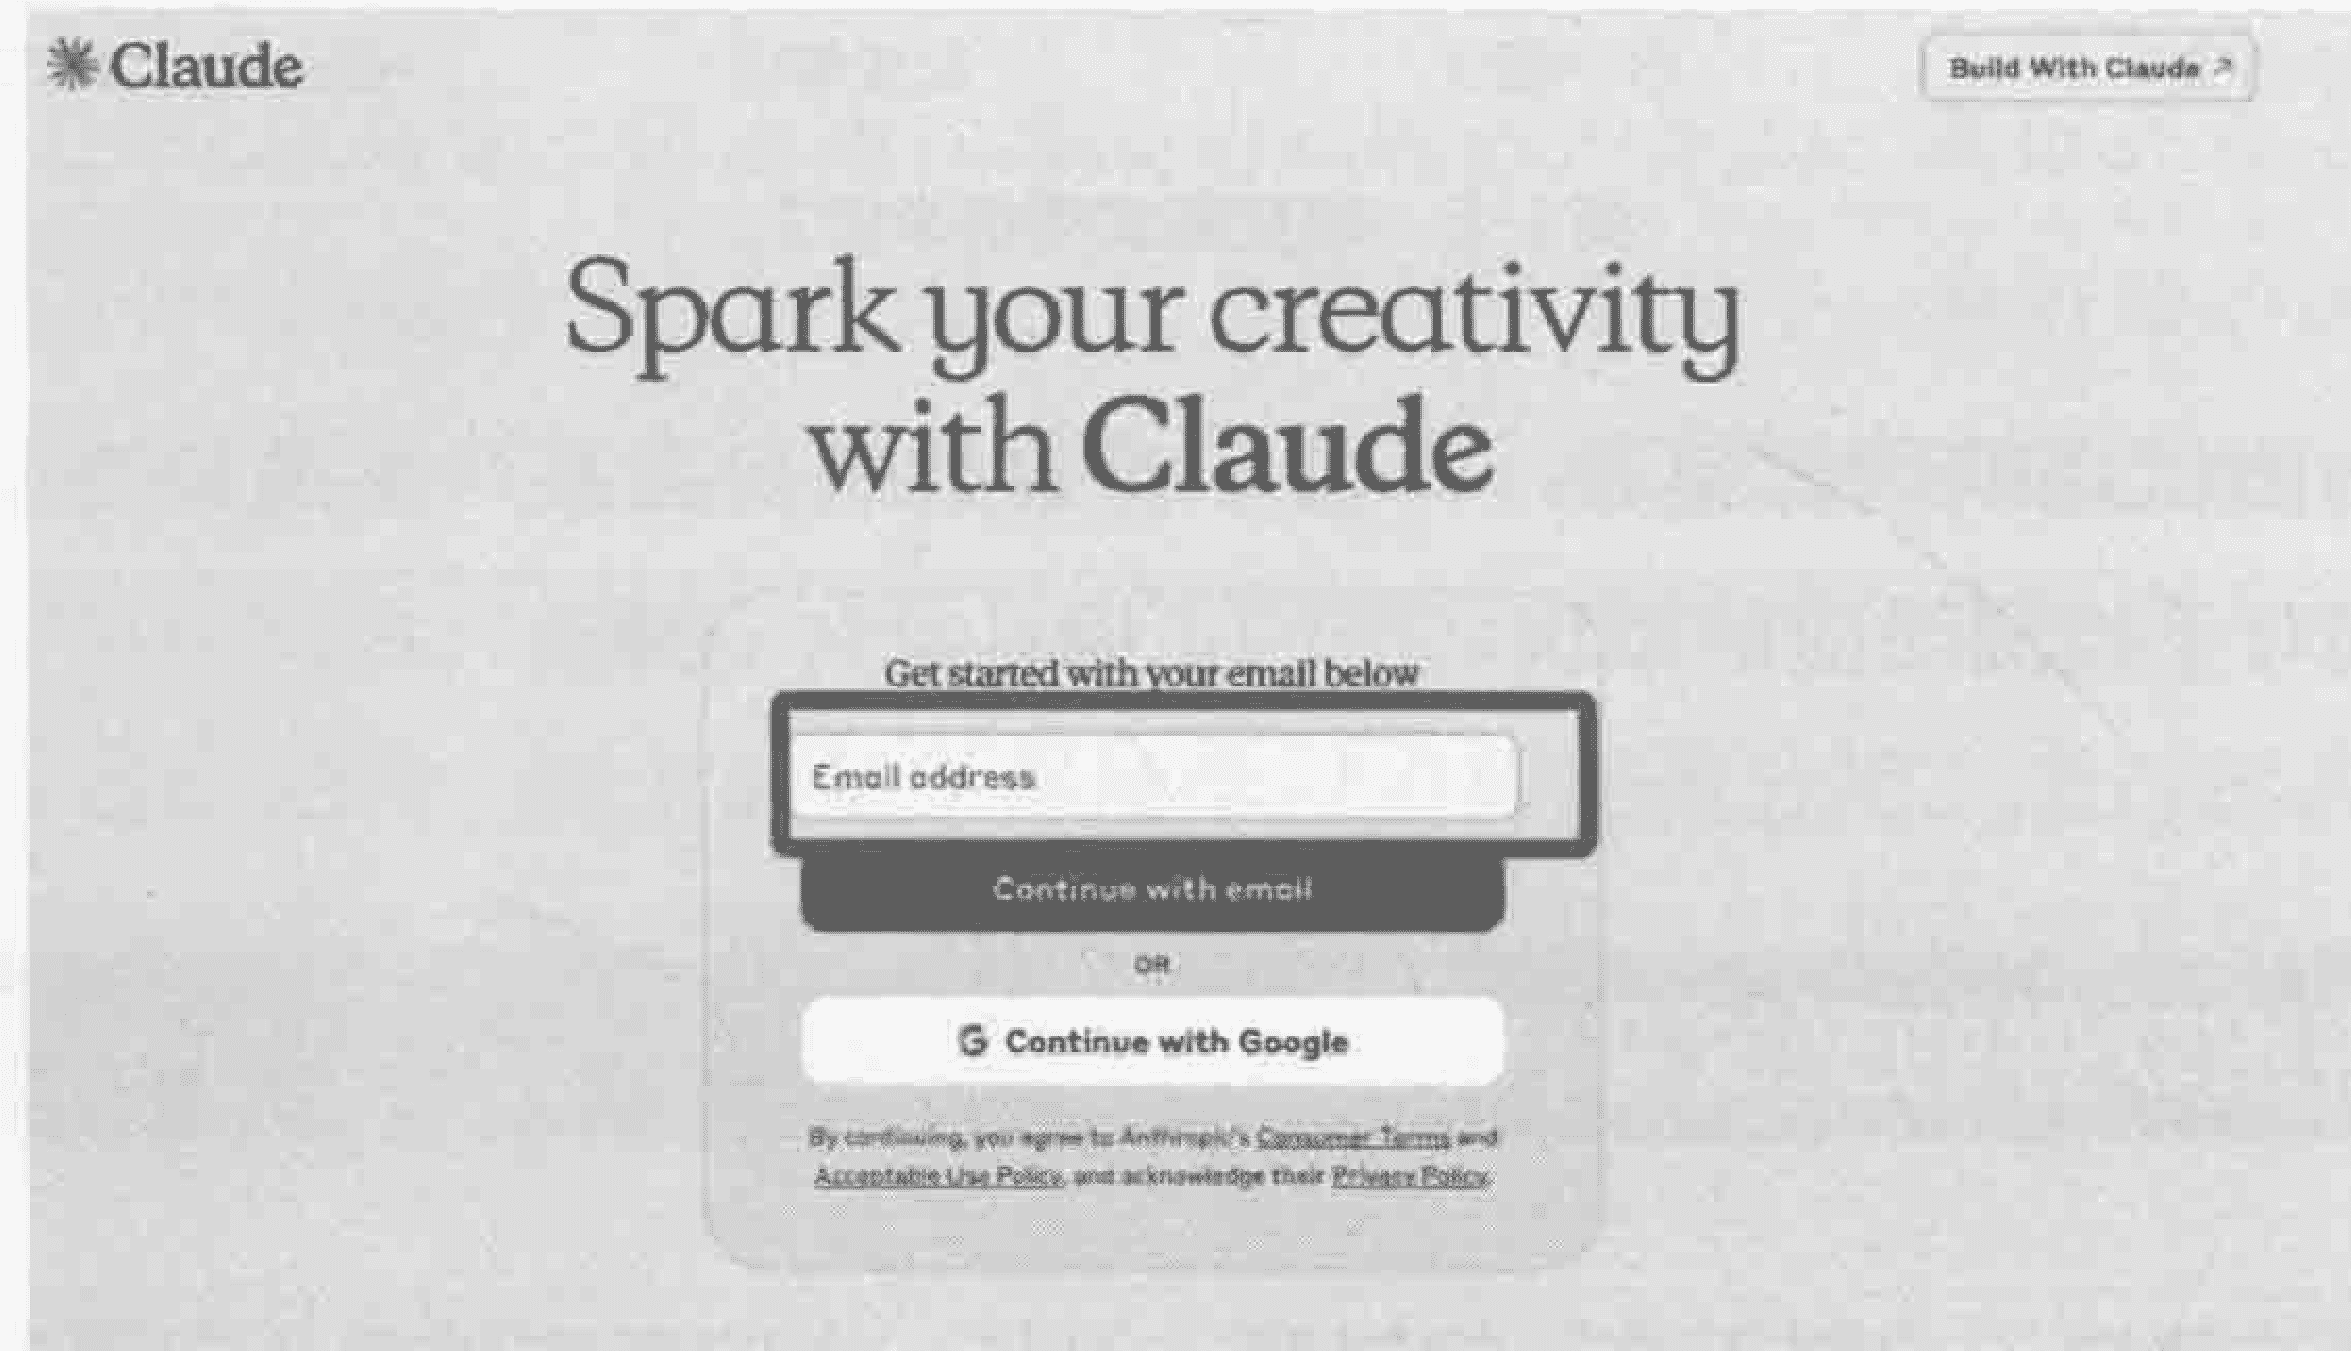 Claude
Build With Claude ↗
Spark your creativity
with Claude
Get started with your email below
Email address
Continue with email
OR
G Continue with Google
By continuing, you agree to Anthropic's Consumer Terms and
Acceptable Use Policy, and acknowledge their Privacy Policy.